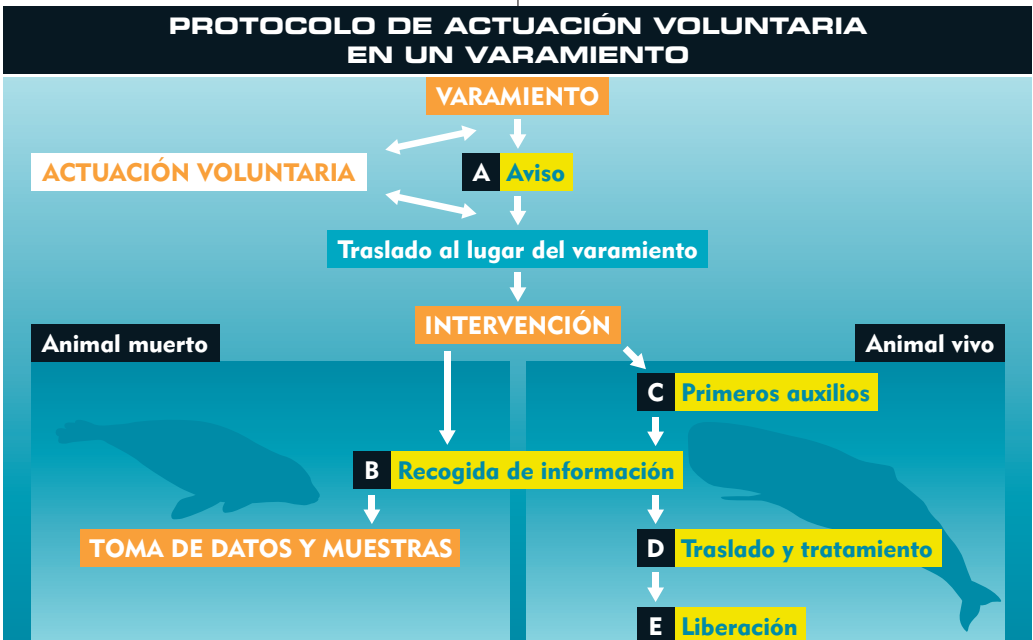 PROTOCOLO DE ACTUACIÓN VOLUNTARIA
EN UN VARAMIENTO
VARAMIENTO
ACTUACIÓN VOLUNTARIA
A Aviso
Traslado al lugar del varamiento
INTERVENCIÓN
Animal muerto
Animal vivo
C Primeros auxilios
B Recogida de información
TOMA DE DATOS Y MUESTRAS
D Traslado y tratamiento
E Liberación